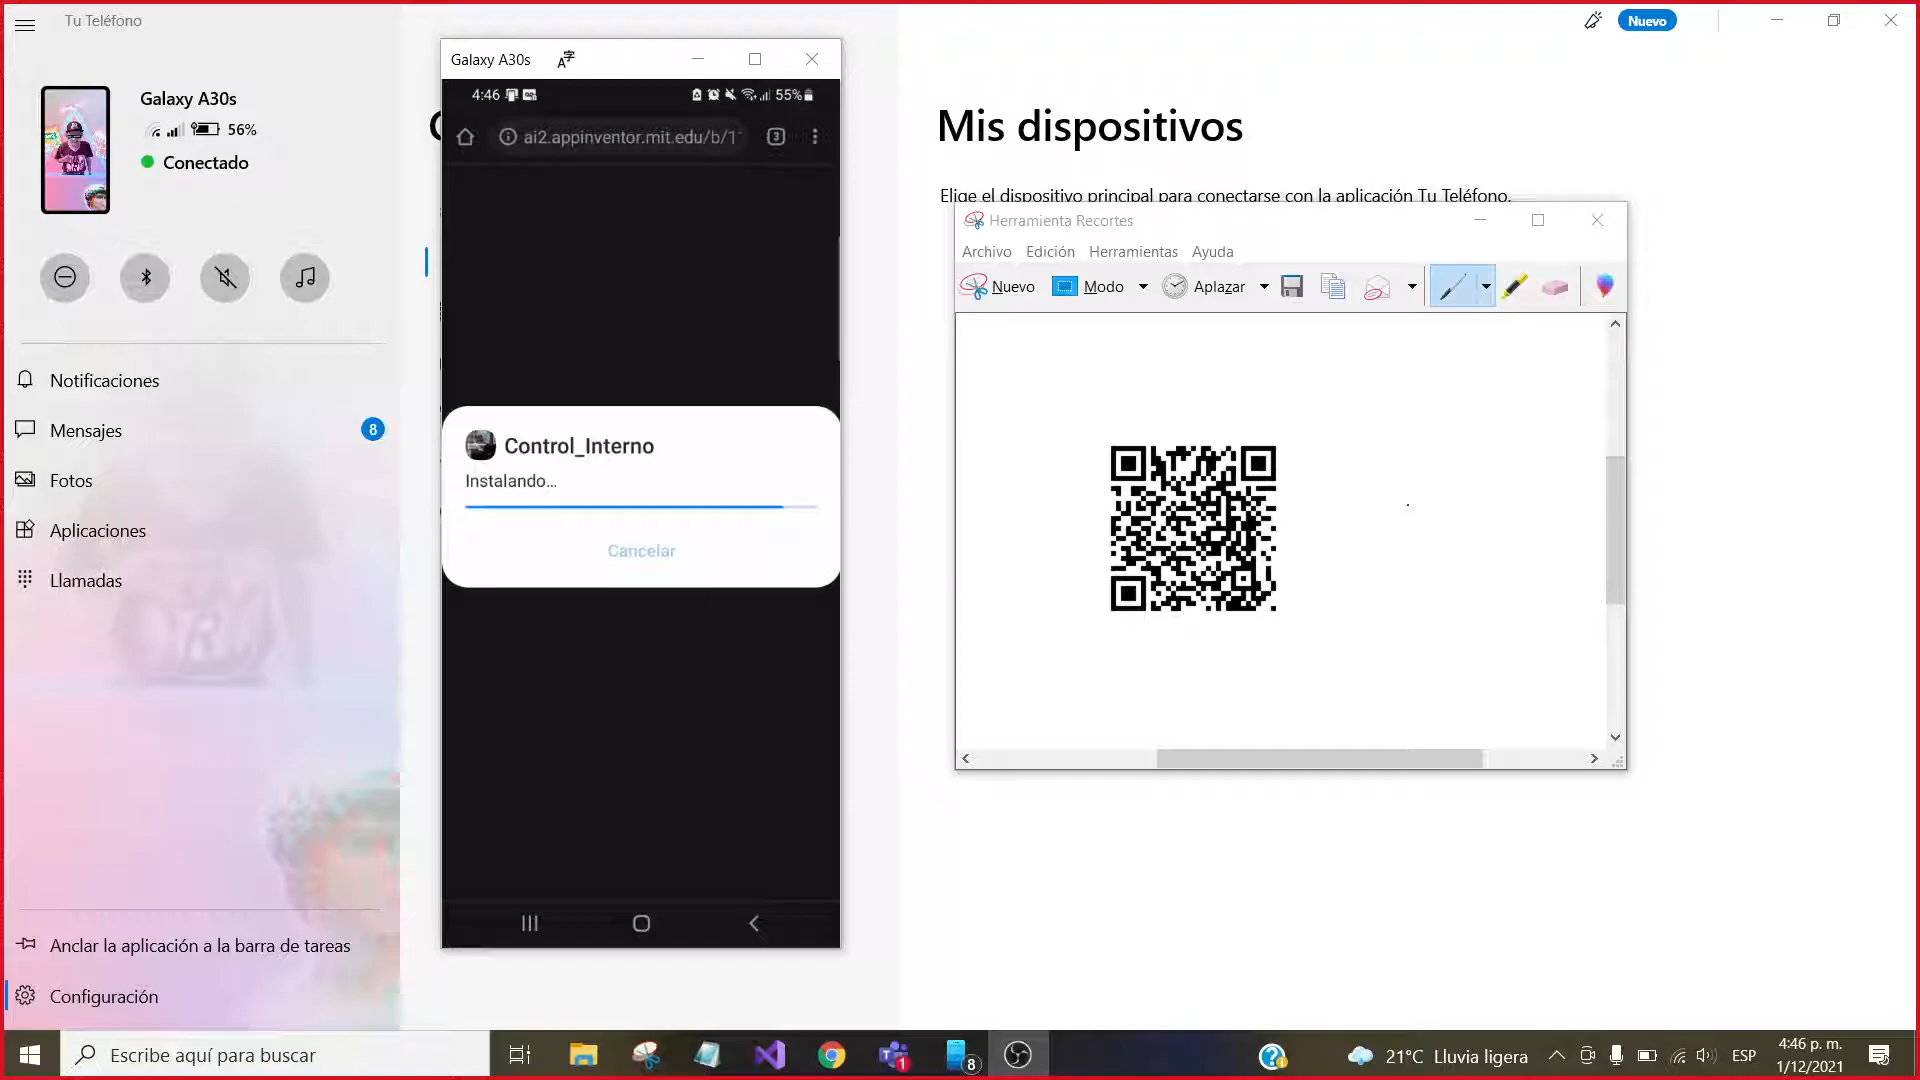 Tu Teléfono
Nuevo
Galaxy A30s
56%
Conectado
Notificaciones
Mensajes
8
Fotos
Aplicaciones
Llamadas
Anclar la aplicación a la barra de tareas
Configuración
Galaxy A30s
4:46
55%
ai2.appinventor.mit.edu/b/1
3
Control_Interno
Instalando...
Cancelar
Mis dispositivos
Elige el dispositivo principal para conectarse con la aplicación Tu Teléfono.
Herramienta Recortes
Archivo Edición Herramientas Ayuda
Nuevo Modo Aplazar
Escribe aquí para buscar
1
8
21°C Lluvia ligera
ESP
4:46 p. m.
1/12/2021